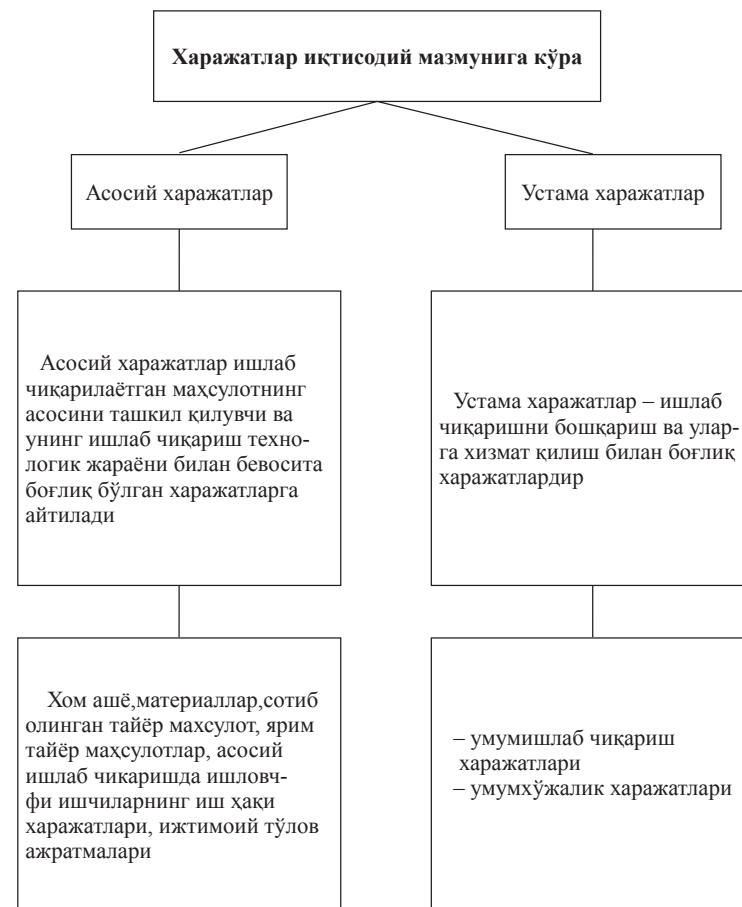 Харажатлар иқтисодий мазмунига кўра
Асосий харажатлар
Устама харажатлар
Асосий харажатлар ишлаб
чиқарилаётган маҳсулотнинг
асосини ташкил қилувчи ва
унинг ишлаб чиқариш техно-
логик жараёни билан бевосита
боғлиқ бўлган харажатларга
айтилади
Устама харажатлар – ишлаб
чиқаришни бошқариш ва улар-
га хизмат қилиш билан боғлиқ
харажатлардир
Хом ашё,материаллар,сотиб
олинган тайёр махсулот, ярим
тайёр маҳсулотлар, асосий
ишлаб чикаришда ишловч-
фи ишчиларнинг иш ҳақи
харажатлари, ижтимоий тўлов
ажратмалари
– умумишлаб чиқариш
харажатлари
– умумхўжалик харажатлари